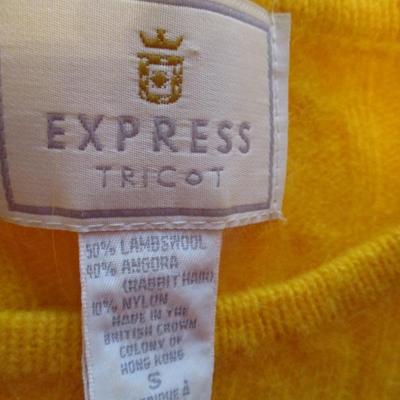 EXPRESS
TRICOT
50% LAMBSWOOL
40% ANGORA
(RABBIT HAIR)
10% NYLON
MADE IN THE
BRITISH CROWN
COLONY OF
HONG KONG
S